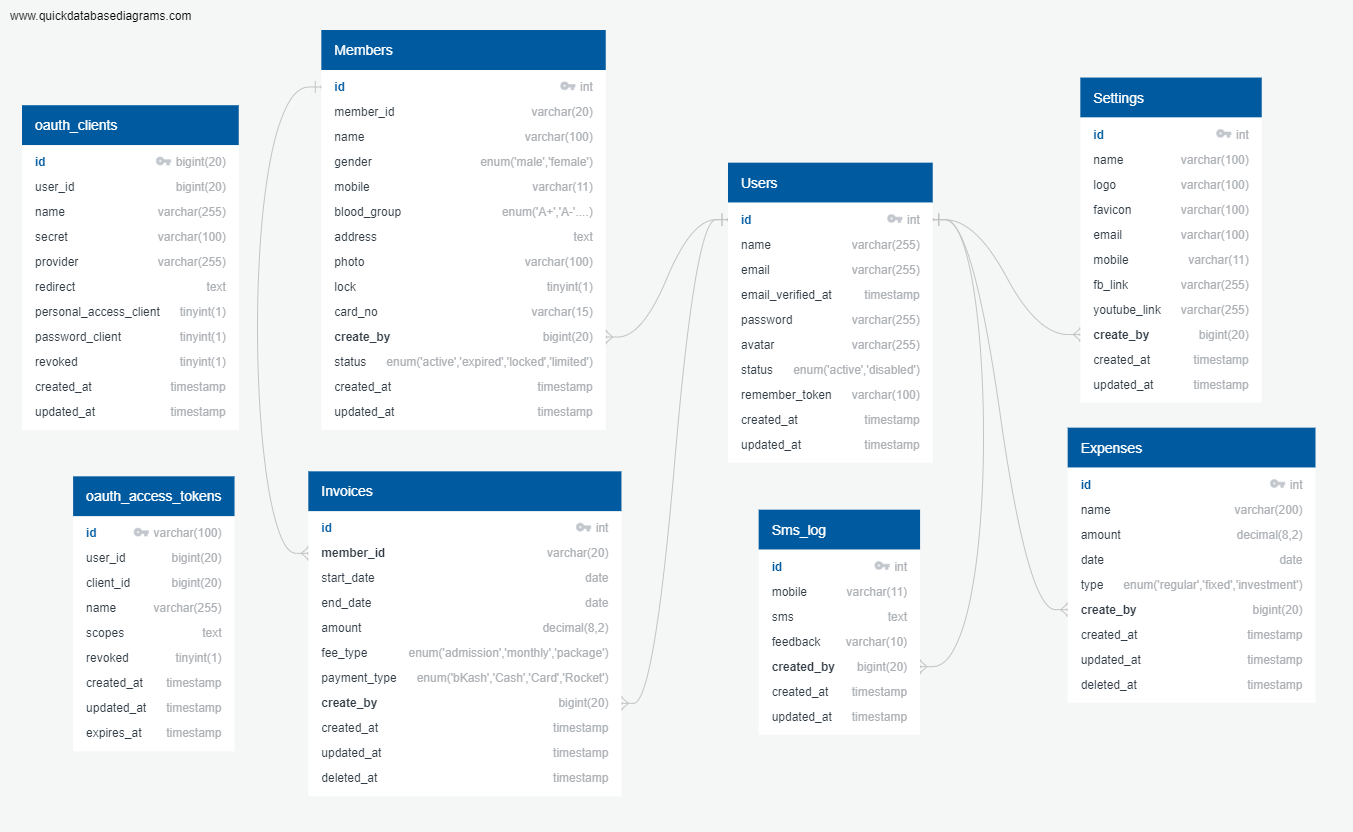 www.quickdatabasediagrams.com
oauth_clients
id bigint(20)
user_id bigint(20)
name varchar(255)
secret varchar(100)
provider varchar(255)
redirect text
personal_access_client tinyint(1)
password_client tinyint(1)
revoked tinyint(1)
created_at timestamp
updated_at timestamp
oauth_access_tokens
id varchar(100)
user_id bigint(20)
client_id bigint(20)
name varchar(255)
scopes text
revoked tinyint(1)
created_at timestamp
updated_at timestamp
expires_at timestamp
Members
id int
member_id varchar(20)
name varchar(100)
gender enum('male','female')
mobile varchar(11)
blood_group enum('A+','A-'....)
address text
photo varchar(100)
lock tinyint(1)
card_no varchar(15)
create_by bigint(20)
status enum('active','expired','locked','limited')
created_at timestamp
updated_at timestamp
Invoices
id int
member_id varchar(20)
start_date date
end_date date
amount decimal(8,2)
fee_type enum('admission','monthly','package')
payment_type enum('bKash','Cash','Card','Rocket')
create_by bigint(20)
created_at timestamp
updated_at timestamp
deleted_at timestamp
Users
id int
name varchar(255)
email varchar(255)
email_verified_at timestamp
password varchar(255)
avatar varchar(255)
status enum('active','disabled')
remember_token varchar(100)
created_at timestamp
updated_at timestamp
Sms_log
id int
mobile varchar(11)
sms text
feedback varchar(10)
created_by bigint(20)
created_at timestamp
updated_at timestamp
Settings
id int
name varchar(100)
logo varchar(100)
favicon varchar(100)
email varchar(100)
mobile varchar(11)
fb_link varchar(255)
youtube_link varchar(255)
create_by bigint(20)
created_at timestamp
updated_at timestamp
Expenses
id int
name varchar(200)
amount decimal(8,2)
date date
type enum('regular','fixed','investment')
create_by bigint(20)
created_at timestamp
updated_at timestamp
deleted_at timestamp